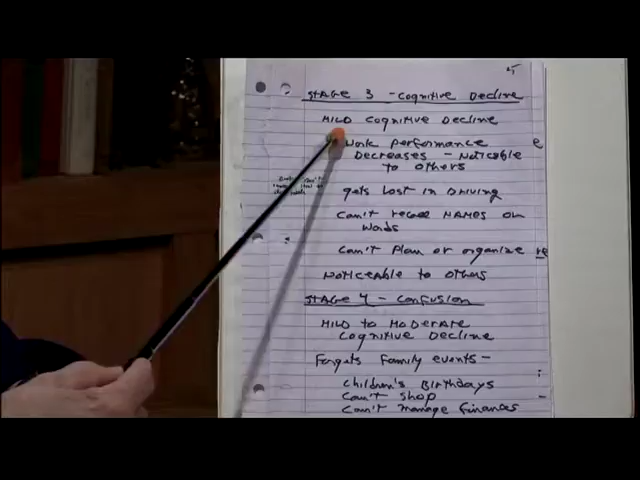 STAGE 3 - Cognitive Decline
MILD Cognitive Decline
Work performance
Decreases - Noticable
to others
gets Lost in Driving
Can't recall NAMES or
Words
Can't Plan or organize
Noticeable to others
STAGE 4 - Confusion
MILD to Moderate
Cognitive Decline
Forgets Family events -
Children's Birthdays
Can't Shop
Can't manage Finances